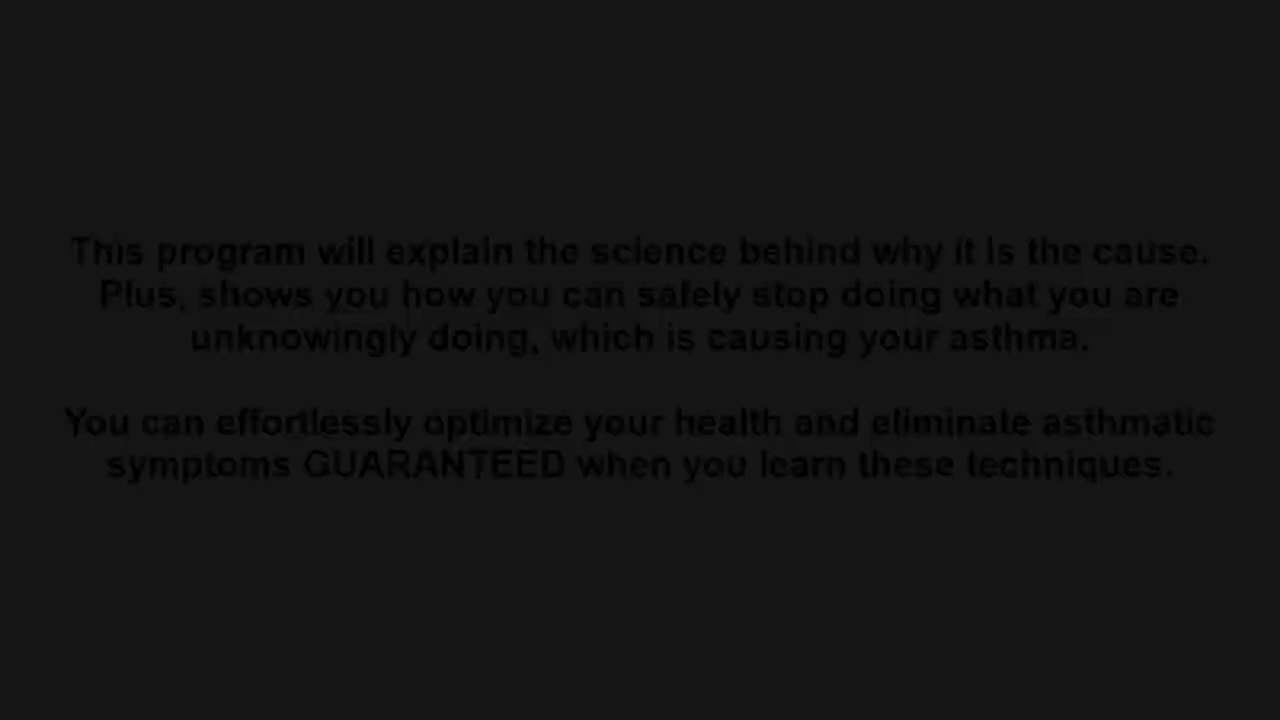 This program will explain the science behind why it is the cause.
Plus, shows you how you can safely stop doing what you are
unknowingly doing, which is causing your asthma.
You can effortlessly optimize your health and eliminate asthmatic
symptoms GUARANTEED when you learn these techniques.